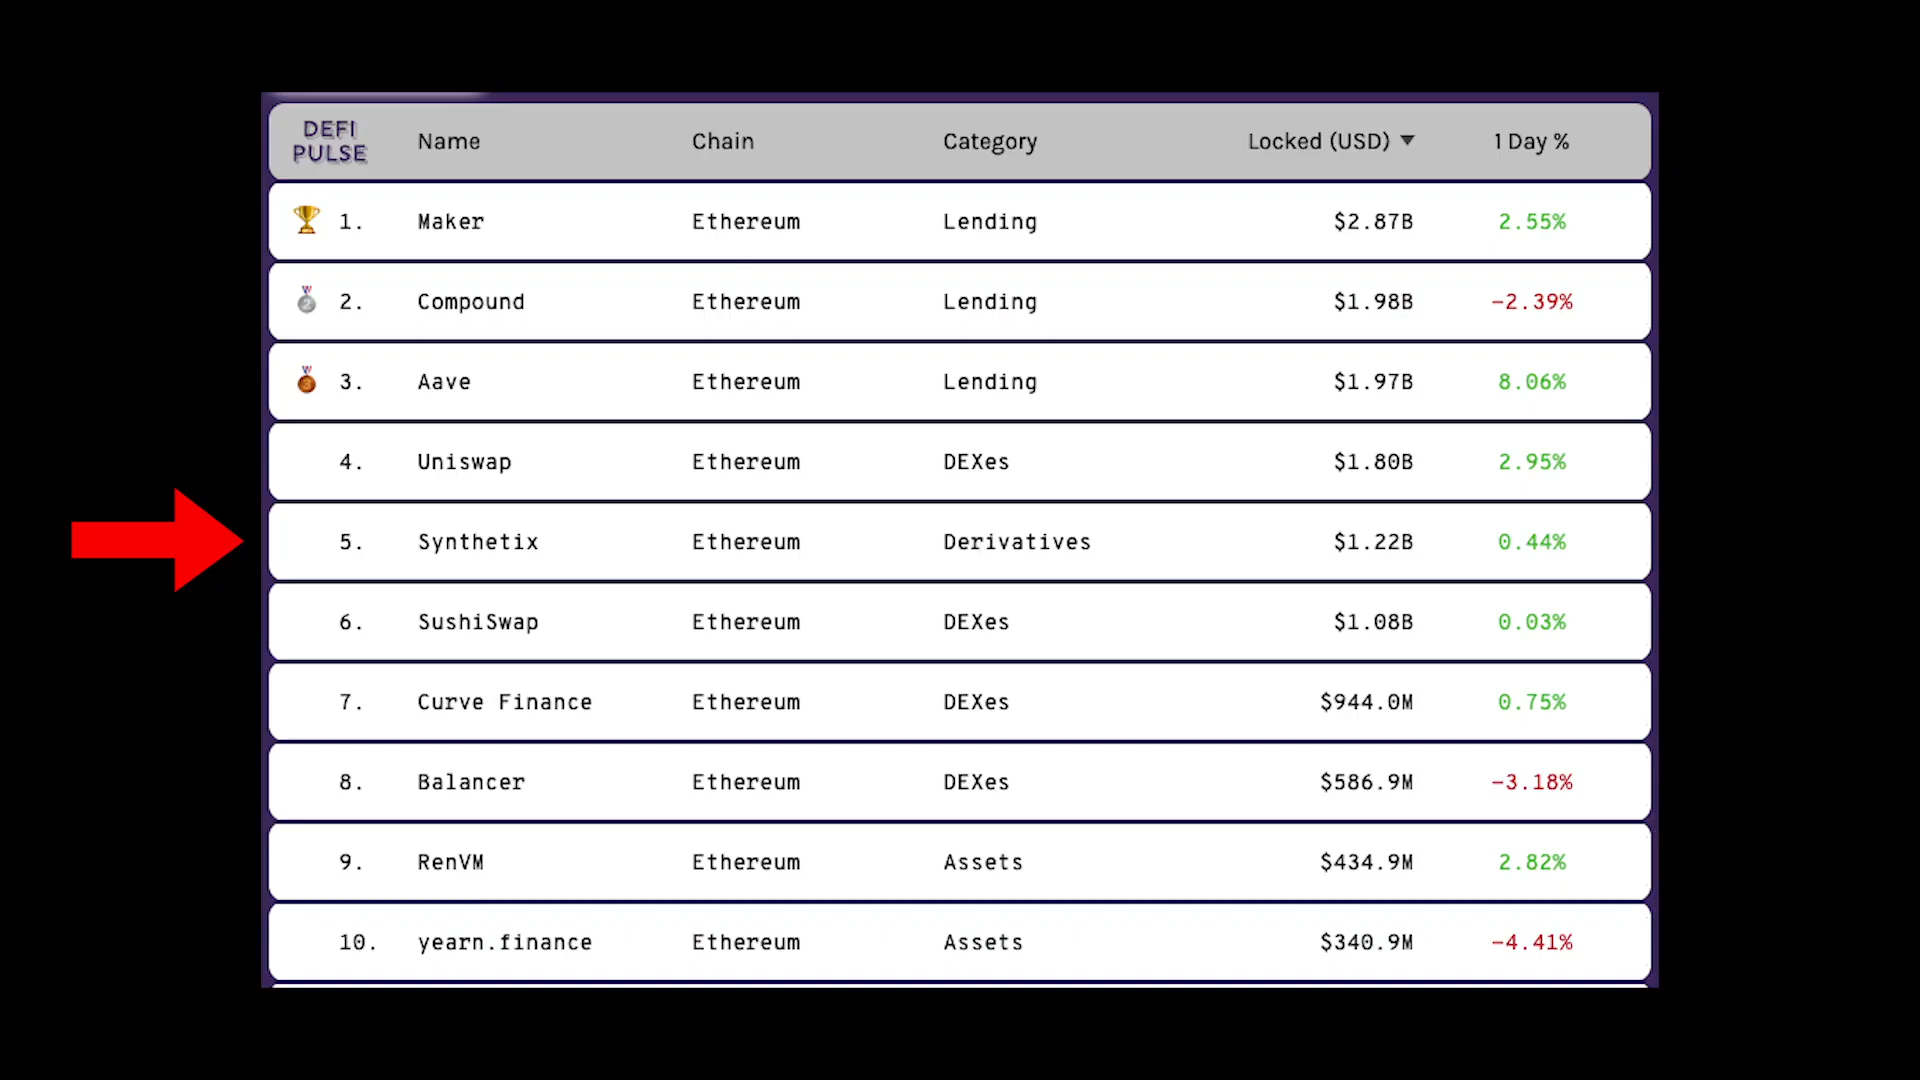 DEFI PULSE Name Chain Category Locked (USD) ▼ 1 Day %
1. Maker Ethereum Lending $2.87B 2.55%
2. Compound Ethereum Lending $1.98B -2.39%
3. Aave Ethereum Lending $1.97B 8.06%
4. Uniswap Ethereum DEXes $1.80B 2.95%
5. Synthetix Ethereum Derivatives $1.22B 0.44%
6. SushiSwap Ethereum DEXes $1.08B 0.03%
7. Curve Finance Ethereum DEXes $944.0M 0.75%
8. Balancer Ethereum DEXes $586.9M -3.18%
9. RenVM Ethereum Assets $434.9M 2.82%
10. yearn.finance Ethereum Assets $340.9M -4.41%